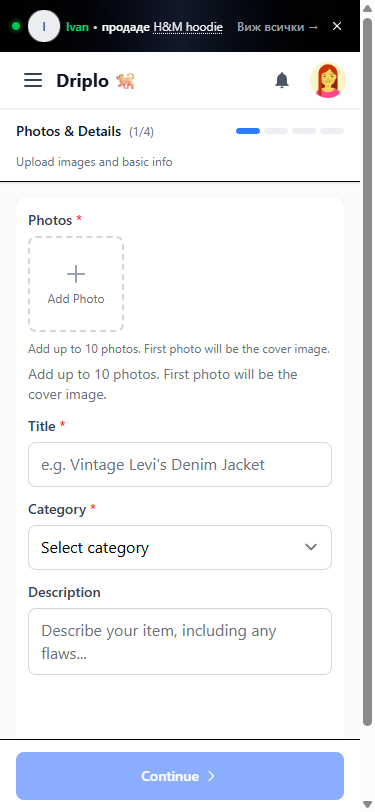 I Ivan • продаде H&M hoodie Виж всички → ×
Driplo
Photos & Details (1/4)
Upload images and basic info
Photos *
Add Photo
Add up to 10 photos. First photo will be the cover image.
Add up to 10 photos. First photo will be the
cover image.
Title *
e.g. Vintage Levi's Denim Jacket
Category *
Select category
Description
Describe your item, including any
flaws...
Continue